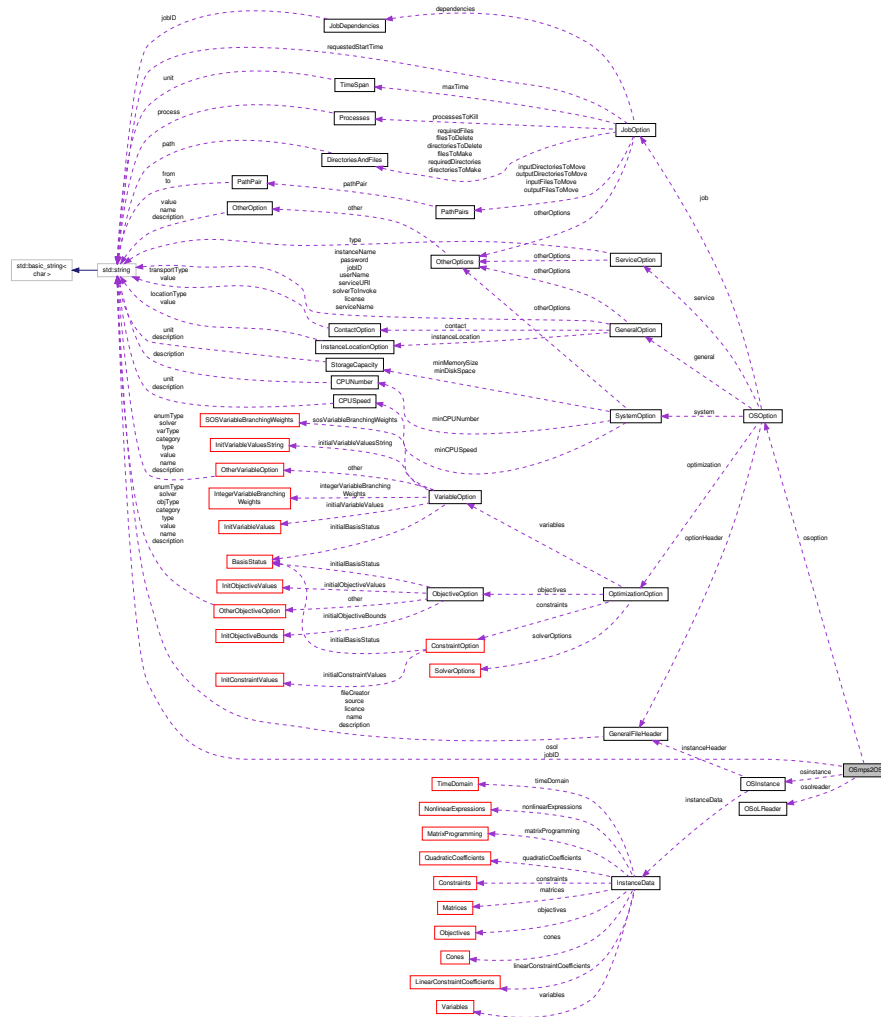 dependencies
jobID
JobDependencies
requestedStartTime
unit
TimeSpan
maxTime
process
Processes
processesToKill
JobOption
requiredFiles
filesToDelete
directoriesToDelete
filesToMake
requiredDirectories
directoriesToMake
path
DirectoriesAndFiles
inputDirectoriesToMove
outputDirectoriesToMove
inputFilesToMove
outputFilesToMove
from
to
PathPair
pathPair
PathPairs
job
value
name
description
OtherOption
other
otherOptions
type
OtherOptions
otherOptions
ServiceOption
std::basic_string<
char >
std::string
transportType
value
instanceName
password
jobID
userName
serviceURI
solverToInvoke
license
serviceName
otherOptions
service
locationType
value
otherOptions
ContactOption
contact
GeneralOption
InstanceLocationOption
instanceLocation
general
unit
description
StorageCapacity
minMemorySize
minDiskSpace
description
CPUNumber
unit
description
CPUSpeed
minCPUNumber
SystemOption
system
OSOption
enumType
solver
varType
category
type
value
name
description
SOSVariableBranchingWeights
sosVariableBranchingWeights
InitVariableValuesString
initialVariableValuesString
minCPUSpeed
optimization
OtherVariableOption
other
optionHeader
enumType
solver
objType
category
type
value
name
description
IntegerVariableBranching
Weights
integerVariableBranching
Weights
VariableOption
InitVariableValues
initialVariableValues
variables
osoption
initialBasisStatus
BasisStatus
initialBasisStatus
InitObjectiveValues
initialObjectiveValues
ObjectiveOption
objectives
OptimizationOption
OtherObjectiveOption
other
constraints
initialObjectiveBounds
InitObjectiveBounds
initialBasisStatus
ConstraintOption
solverOptions
SolverOptions
InitConstraintValues
initialConstraintValues
fileCreator
source
licence
name
description
GeneralFileHeader
osol
jobID
instanceHeader
OSmps2OS
osinstance
OSInstance
osolreader
OSoLReader
TimeDomain
timeDomain
instanceData
NonlinearExpressions
nonlinearExpressions
MatrixProgramming
matrixProgramming
QuadraticCoefficients
quadraticCoefficients
Constraints
constraints
InstanceData
Matrices
matrices
Objectives
objectives
Cones
cones
LinearConstraintCoefficients
linearConstraintCoefficients
Variables
variables